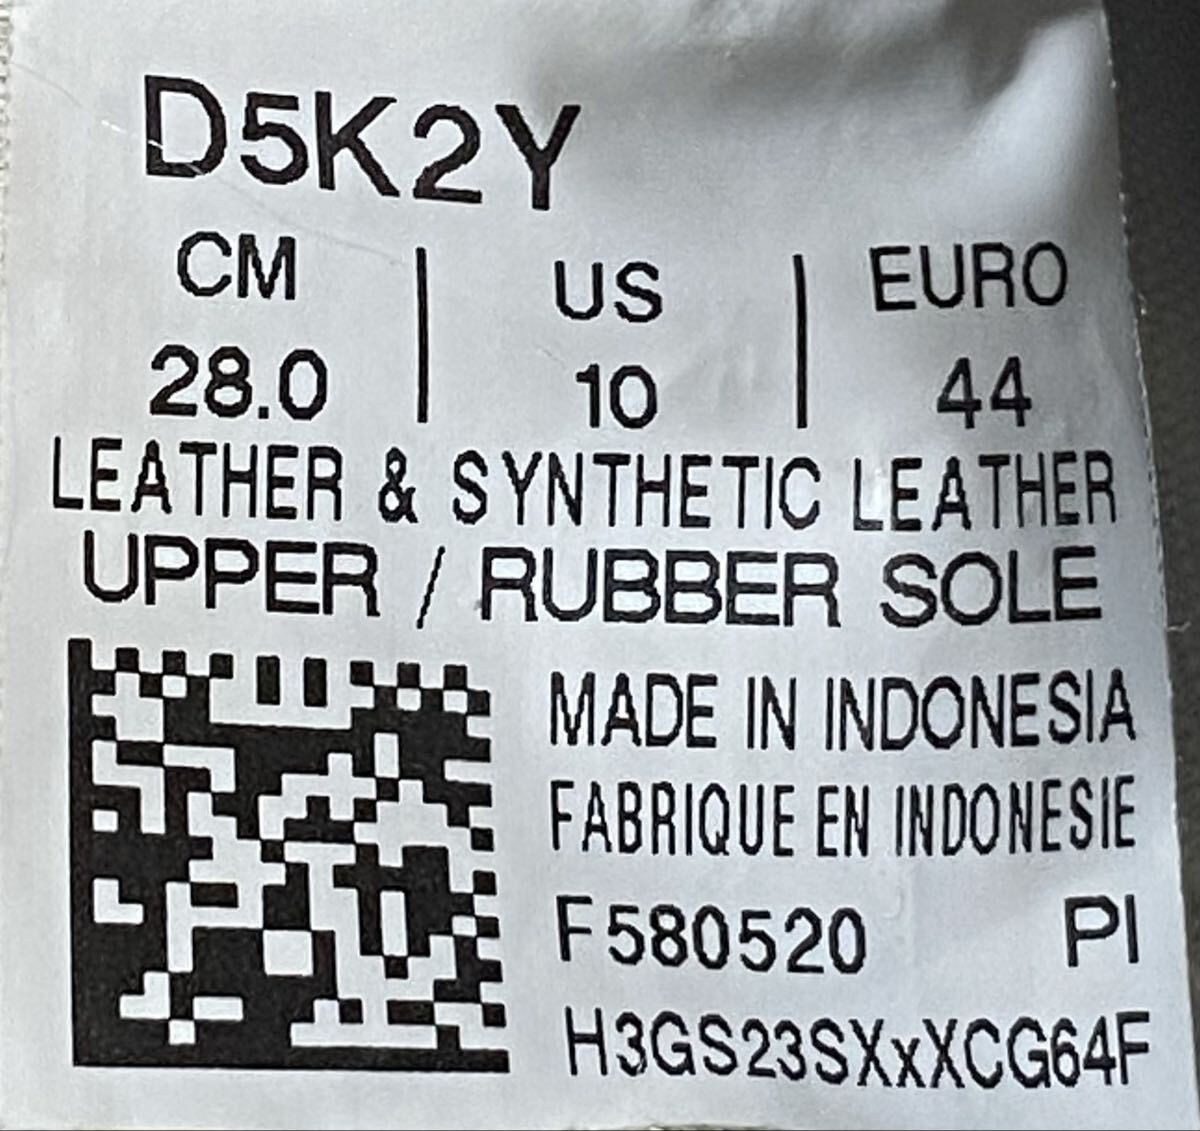 D5K2Y
CM | US | EURO
28.0 | 10 | 44
LEATHER & SYNTHETIC LEATHER
UPPER / RUBBER SOLE
MADE IN INDONESIA
FABRIQUE EN INDONESIE
F580520 PI
H3GS23SXxXCG64F